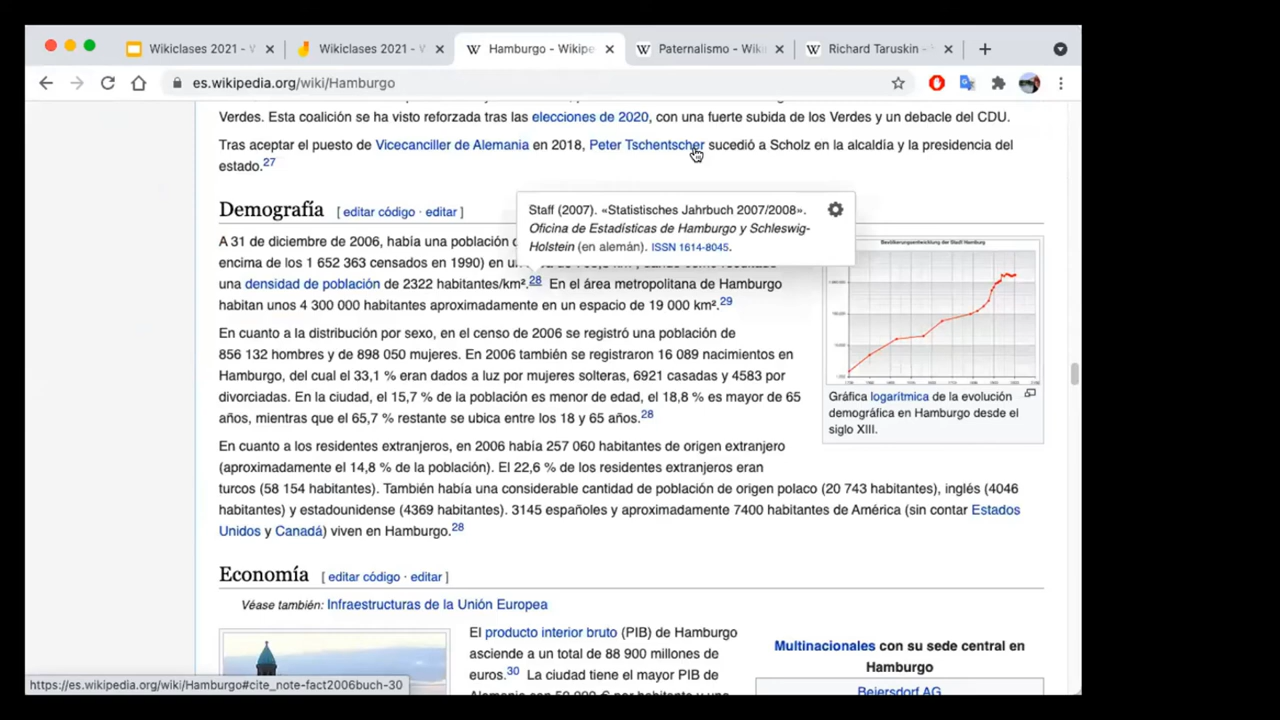 Wikiclases 2021 - V
Wikiclases 2021 - V
Hamburgo - Wikipe
Paternalismo - Wiki
Richard Taruskin -
es.wikipedia.org/wiki/Hamburgo
Verdes. Esta coalición se ha visto reforzada tras las elecciones de 2020, con una fuerte subida de los Verdes y un debacle del CDU.
Tras aceptar el puesto de Vicecanciller de Alemania en 2018, Peter Tschentscher sucedió a Scholz en la alcaldía y la presidencia del
estado.27
Demografía [ editar código · editar ]
Staff (2007). «Statistisches Jahrbuch 2007/2008».
Oficina de Estadísticas de Hamburgo y Schleswig-
Holstein (en alemán). ISSN 1614-8045.
A 31 de diciembre de 2006, había una población
encima de los 1 652 363 censados en 1990) en
una densidad de población de 2322 habitantes/km².28 En el área metropolitana de Hamburgo
habitan unos 4 300 000 habitantes aproximadamente en un espacio de 19 000 km².29
En cuanto a la distribución por sexo, en el censo de 2006 se registró una población de
856 132 hombres y de 898 050 mujeres. En 2006 también se registraron 16 089 nacimientos en
Hamburgo, del cual el 33,1 % eran dados a luz por mujeres solteras, 6921 casadas y 4583 por
divorciadas. En la ciudad, el 15,7 % de la población es menor de edad, el 18,8 % es mayor de 65
años, mientras que el 65,7 % restante se ubica entre los 18 y 65 años.28
Bevölkerungsentwicklung der Stadt Hamburg
Gráfica logarítmica de la evolución
demográfica en Hamburgo desde el
siglo XIII.
En cuanto a los residentes extranjeros, en 2006 había 257 060 habitantes de origen extranjero
(aproximadamente el 14,8 % de la población). El 22,6 % de los residentes extranjeros eran
turcos (58 154 habitantes). También había una considerable cantidad de población de origen polaco (20 743 habitantes), inglés (4046
habitantes) y estadounidense (4369 habitantes). 3145 españoles y aproximadamente 7400 habitantes de América (sin contar Estados
Unidos y Canadá) viven en Hamburgo.28
Economía [ editar código · editar ]
Véase también: Infraestructuras de la Unión Europea
El producto interior bruto (PIB) de Hamburgo
asciende a un total de 88 900 millones de
euros.30 La ciudad tiene el mayor PIB de
Multinacionales con su sede central en
Hamburgo
Beiersdorf AG
https://es.wikipedia.org/wiki/Hamburgo#cite_note-fact2006buch-30